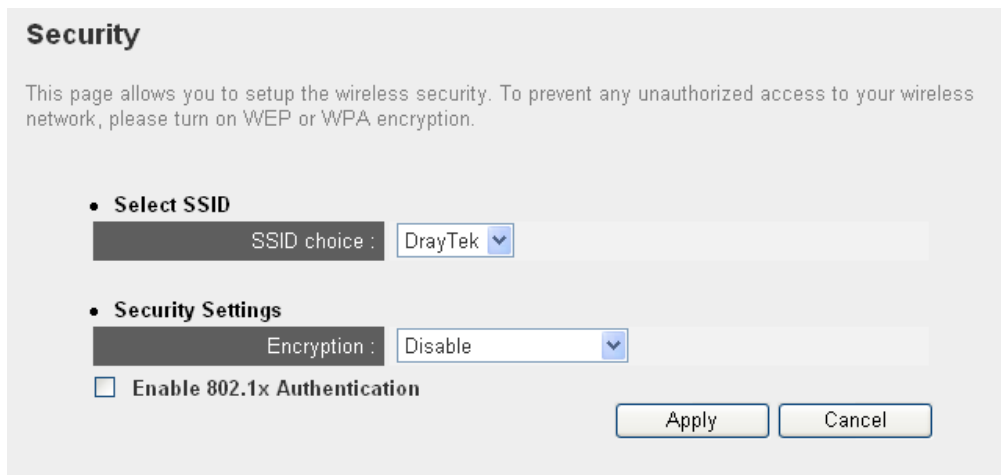 Security
This page allows you to setup the wireless security. To prevent any unauthorized access to your wireless
network, please turn on WEP or WPA encryption.
• Select SSID
SSID choice : DrayTek
• Security Settings
Encryption : Disable
Enable 802.1x Authentication
Apply Cancel